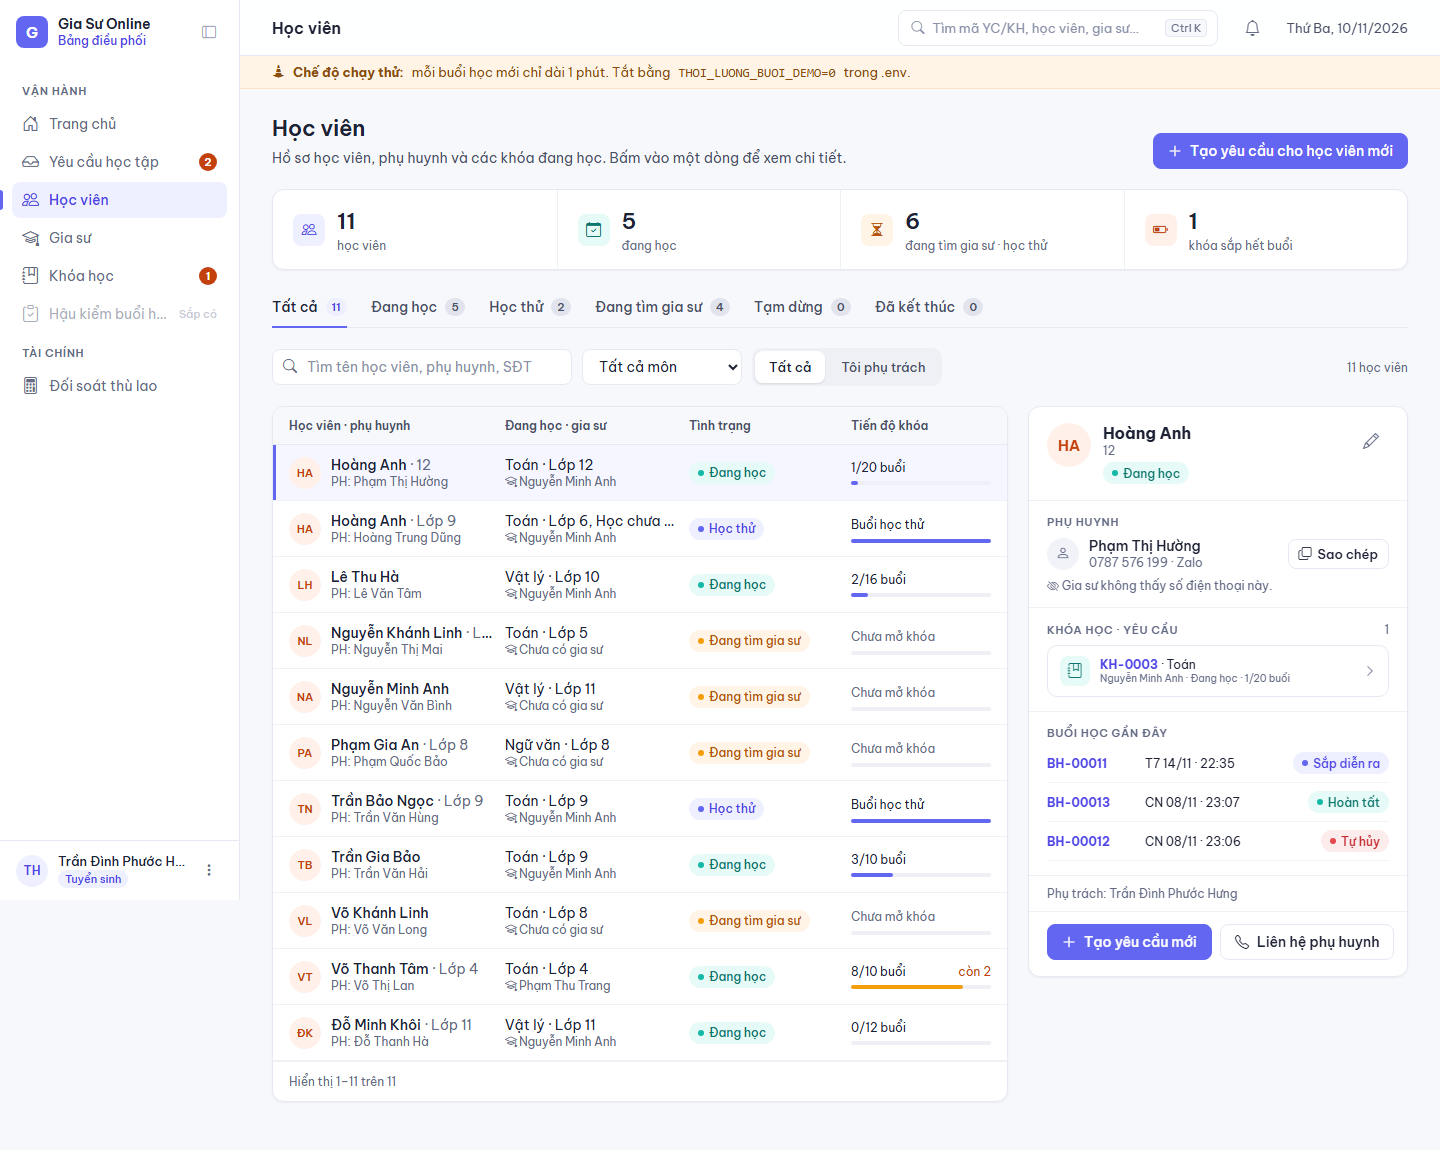 G
Gia Sư Online
Bảng điều phối
Học viên
Tìm mã YC/KH, học viên, gia sư...
Ctrl K
Thứ Ba, 10/11/2026
Chế độ chạy thử: mỗi buổi học mới chỉ dài 1 phút. Tắt bằng THOI_LUONG_BUOI_DEMO=0 trong .env.
VẬN HÀNH
Trang chủ
Yêu cầu học tập 2
Học viên
Gia sư
Khóa học 1
Hậu kiểm buổi h... Sắp có
TÀI CHÍNH
Đối soát thù lao
TH
Trần Đình Phước H...
Tuyển sinh
Học viên
Hồ sơ học viên, phụ huynh và các khóa đang học. Bấm vào một dòng để xem chi tiết.
Tạo yêu cầu cho học viên mới
11
học viên
5
đang học
6
đang tìm gia sư · học thử
1
khóa sắp hết buổi
Tất cả 11 Đang học 5 Học thử 2 Đang tìm gia sư 4 Tạm dừng 0 Đã kết thúc 0
Tìm tên học viên, phụ huynh, SĐT
Tất cả môn
Tất cả Tôi phụ trách
11 học viên
Học viên · phụ huynh Đang học · gia sư Tình trạng Tiến độ khóa
HA Hoàng Anh · 12 Toán · Lớp 12 Đang học 1/20 buổi
PH: Phạm Thị Hường Nguyễn Minh Anh
HA Hoàng Anh · Lớp 9 Toán · Lớp 6, Học chưa ... Học thử Buổi học thử
PH: Hoàng Trung Dũng Nguyễn Minh Anh
LH Lê Thu Hà Vật lý · Lớp 10 Đang học 2/16 buổi
PH: Lê Văn Tâm Nguyễn Minh Anh
NL Nguyễn Khánh Linh · L... Toán · Lớp 5 Đang tìm gia sư Chưa mở khóa
PH: Nguyễn Thị Mai Chưa có gia sư
NA Nguyễn Minh Anh Vật lý · Lớp 11 Đang tìm gia sư Chưa mở khóa
PH: Nguyễn Văn Bình Chưa có gia sư
PA Phạm Gia An · Lớp 8 Ngữ văn · Lớp 8 Đang tìm gia sư Chưa mở khóa
PH: Phạm Quốc Bảo Chưa có gia sư
TN Trần Bảo Ngọc · Lớp 9 Toán · Lớp 9 Học thử Buổi học thử
PH: Trần Văn Hùng Nguyễn Minh Anh
TB Trần Gia Bảo Toán · Lớp 9 Đang học 3/10 buổi
PH: Trần Văn Hải Nguyễn Minh Anh
VL Võ Khánh Linh Toán · Lớp 8 Đang tìm gia sư Chưa mở khóa
PH: Võ Văn Long Chưa có gia sư
VT Võ Thanh Tâm · Lớp 4 Toán · Lớp 4 Đang học 8/10 buổi còn 2
PH: Võ Thị Lan Phạm Thu Trang
ĐK Đỗ Minh Khôi · Lớp 11 Vật lý · Lớp 11 Đang học 0/12 buổi
PH: Đỗ Thanh Hà Nguyễn Minh Anh
Hiển thị 1–11 trên 11
HA
Hoàng Anh
12
Đang học
PHỤ HUYNH
Phạm Thị Hường
0787 576 199 · Zalo
Sao chép
Gia sư không thấy số điện thoại này.
KHÓA HỌC · YÊU CẦU 1
KH-0003 · Toán
Nguyễn Minh Anh · Đang học · 1/20 buổi
BUỔI HỌC GẦN ĐÂY
BH-00011 T7 14/11 · 22:35 Sắp diễn ra
BH-00013 CN 08/11 · 23:07 Hoàn tất
BH-00012 CN 08/11 · 23:06 Tự hủy
Phụ trách: Trần Đình Phước Hưng
Tạo yêu cầu mới
Liên hệ phụ huynh